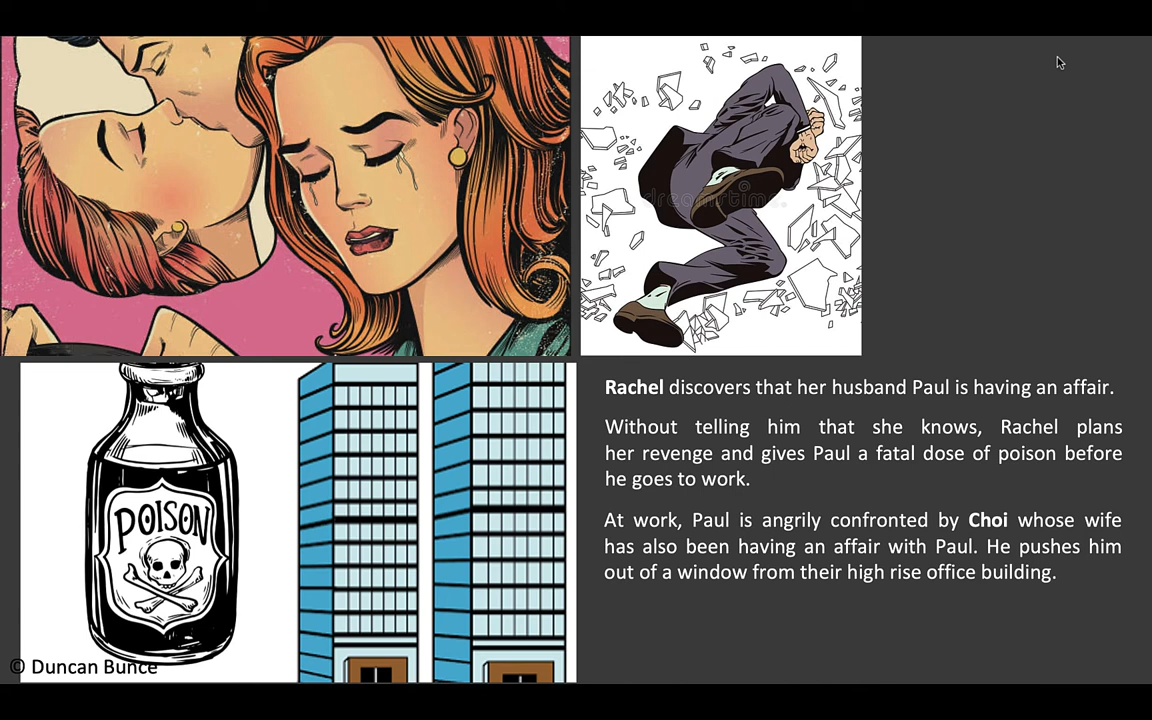 dreamstime.
Rachel discovers that her husband Paul is having an affair.
Without telling him that she knows, Rachel plans
her revenge and gives Paul a fatal dose of poison before
he goes to work.
At work, Paul is angrily confronted by Choi whose wife
has also been having an affair with Paul. He pushes him
out of a window from their high rise office building.
POISON
© Duncan Bunce